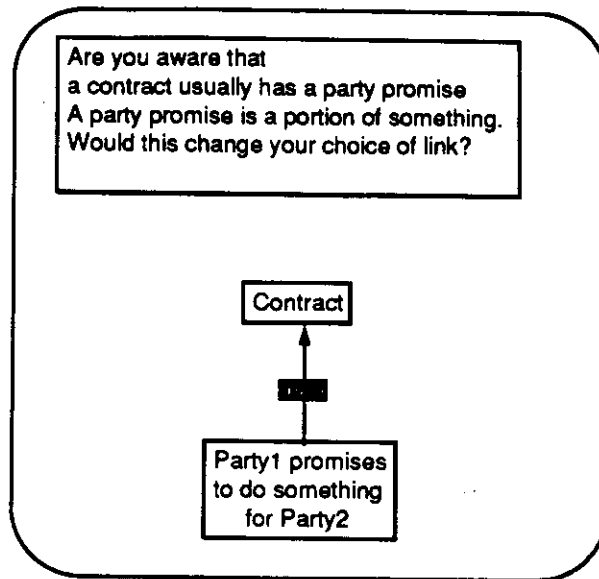 Are you aware that
a contract usually has a party promise
A party promise is a portion of something.
Would this change your choice of link?
Contract
Party1 promises
to do something
for Party2